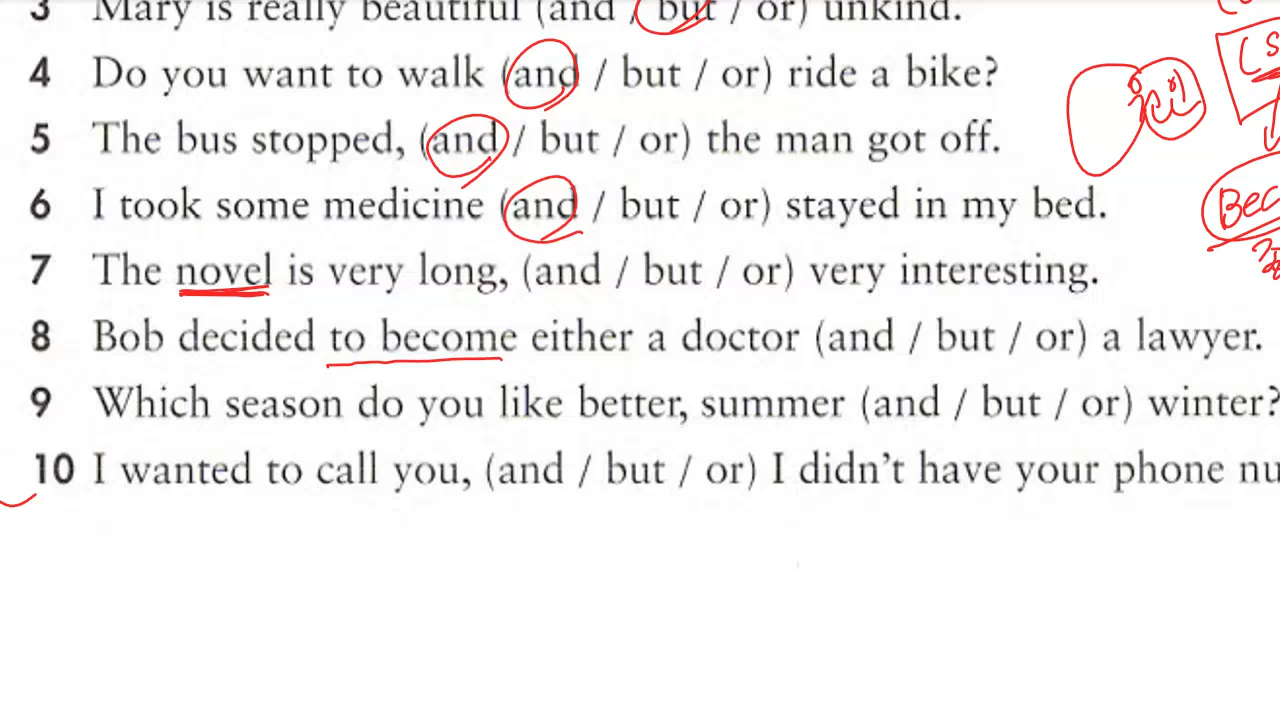 3 Mary is really beautiful (and / but / or) unkind.
4 Do you want to walk (and / but / or) ride a bike?
5 The bus stopped, (and / but / or) the man got off.
6 I took some medicine (and / but / or) stayed in my bed.
Bec
7 The novel is very long, (and / but / or) very interesting.
8 Bob decided to become either a doctor (and / but / or) a lawyer.
9 Which season do you like better, summer (and / but / or) winter?
10 I wanted to call you, (and / but / or) I didn't have your phone nu